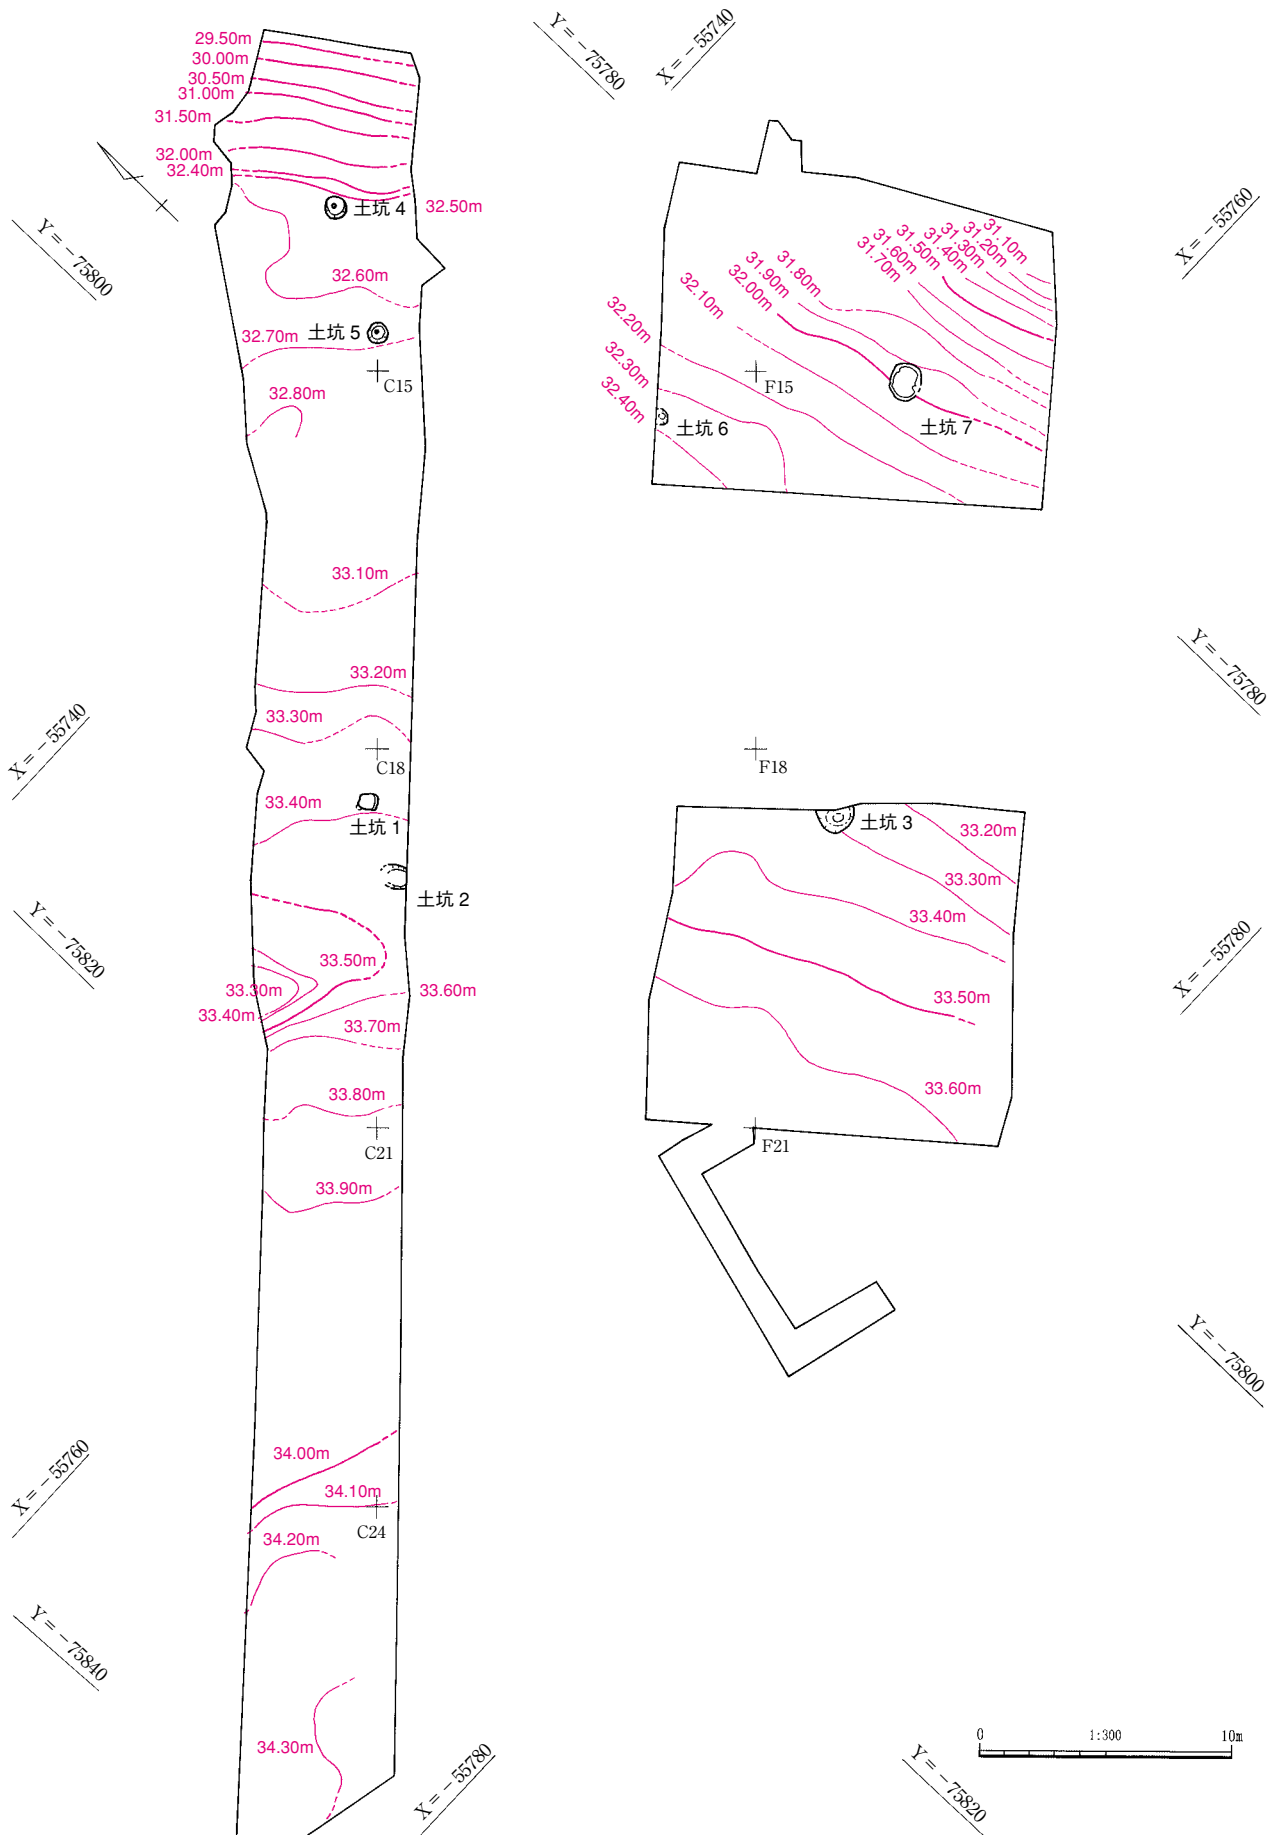 29.50m
30.00m
30.50m
31.00m
31.50m
32.00m
32.40m
32.50m
土坑 4
32.60m
土坑 5
32.70m
C15
32.80m
33.10m
33.20m
33.30m
C18
33.40m
土坑 1
土坑 2
33.50m
33.30m
33.60m
33.40m
33.70m
33.80m
C21
33.90m
34.00m
34.10m
C24
34.20m
34.30m
Y = −75780
X = −55740
X = −55760
Y = −75800
31.10m
31.20m
31.30m
31.40m
31.50m
31.60m
31.70m
31.80m
31.90m
32.00m
32.10m
32.20m
32.30m
32.40m
F15
土坑 6
土坑 7
Y = −75780
X = −55740
F18
土坑 3
33.20m
33.30m
33.40m
33.50m
33.60m
F21
Y = −75820
X = −55780
Y = −75800
X = −55760
Y = −75840
X = −55780
Y = −75820
0 1:300 10m